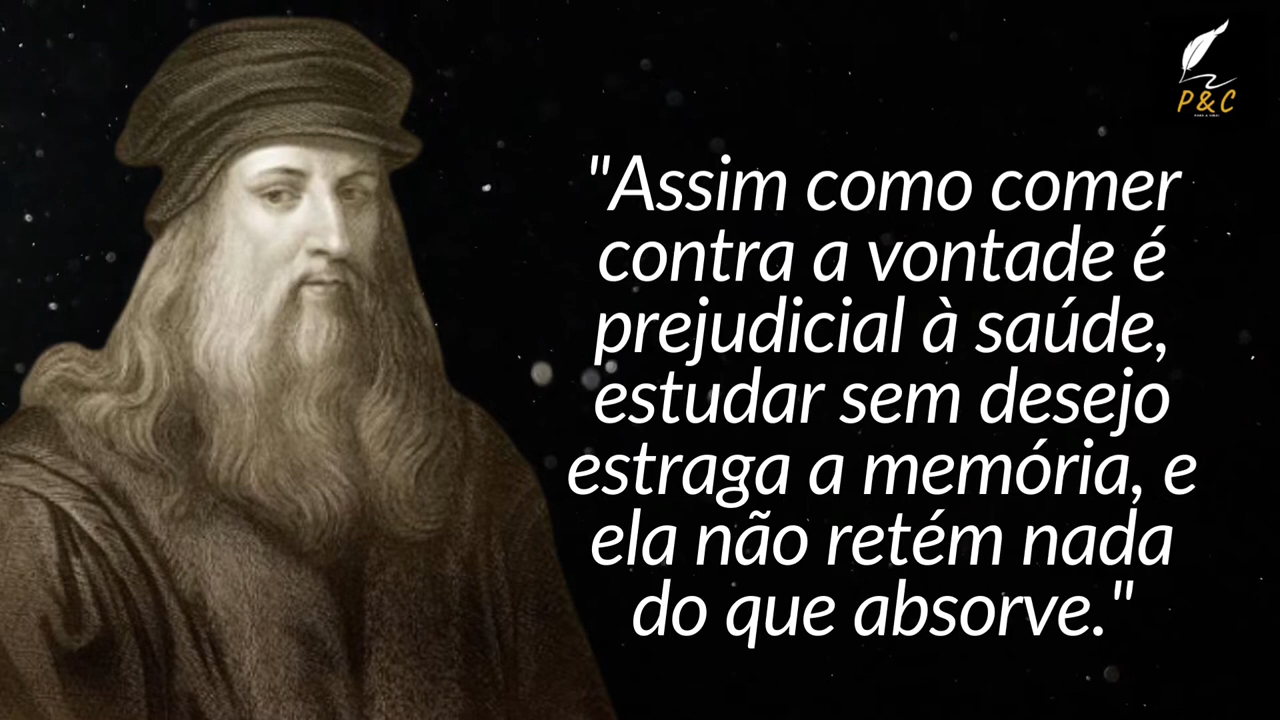 P & C
"Assim como comer
contra a vontade é
prejudicial à saúde,
estudar sem desejo
estraga a memória, e
ela não retém nada
do que absorve."